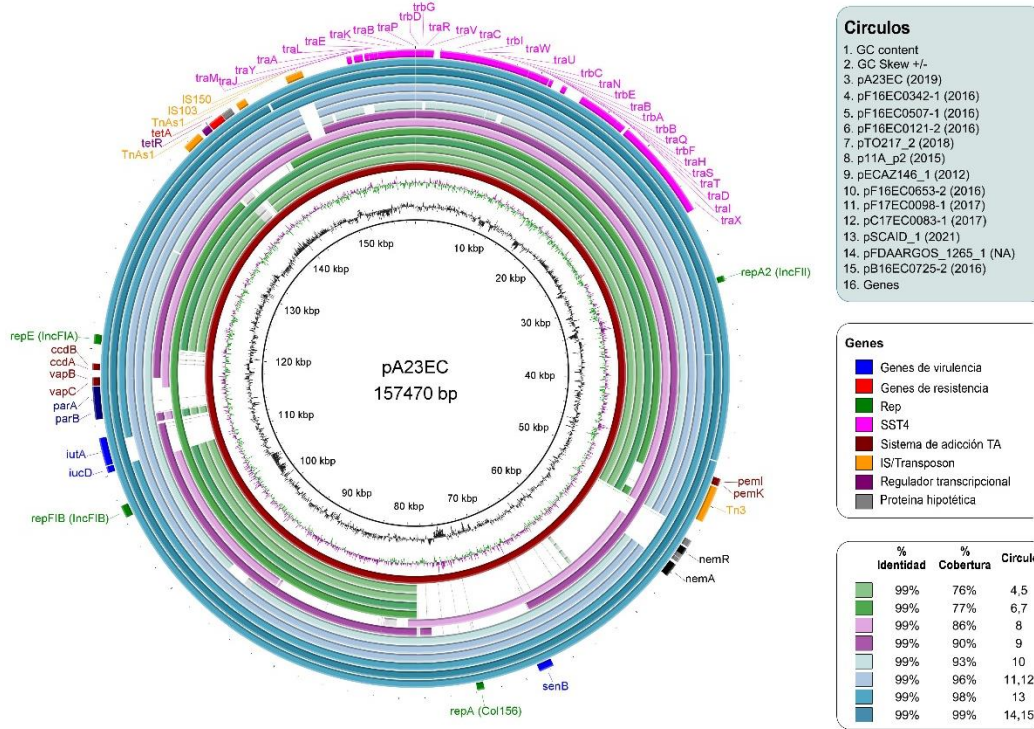 trbG
trbD
traP
traB
traK
traE
traL
traA
traY
traJ
traM
traR
traV
traC
trbI
traW
traU
trbC
traN
trbE
traB
trbA
trbB
traQ
trbF
traH
traS
traT
traD
traI
traX
IS150
IS103
TnAs1
tetA
tetR
TnAs1
repA2 (IncFII)
pemI
pemK
Tn3
nemR
nemA
senB
repA (Col156)
repFIB (IncFIB)
iucD
iutA
parB
parA
vapC
vapB
ccdA
ccdB
repE (IncFIA)
pA23EC
157470 bp
10 kbp
20 kbp
30 kbp
40 kbp
50 kbp
60 kbp
70 kbp
80 kbp
90 kbp
100 kbp
110 kbp
120 kbp
130 kbp
140 kbp
150 kbp
Circulos
1. GC content
2. GC Skew +/-
3. pA23EC (2019)
4. pF16EC0342-1 (2016)
5. pF16EC0507-1 (2016)
6. pF16EC0121-2 (2016)
7. pTO217_2 (2018)
8. p11A_p2 (2015)
9. pECAZ146_1 (2012)
10. pF16EC0653-2 (2016)
11. pF17EC0098-1 (2017)
12. pC17EC0083-1 (2017)
13. pSCAID_1 (2021)
14. pFDAARGOS_1265_1 (NA)
15. pB16EC0725-2 (2016)
16. Genes
Genes
Genes de virulencia
Genes de resistencia
Rep
SST4
Sistema de adicción TA
IS/Transposon
Regulador transcripcional
Proteina hipotética
% Identidad % Cobertura Circulo
99% 76% 4,5
99% 77% 6,7
99% 86% 8
99% 90% 9
99% 93% 10
99% 96% 11,12
99% 98% 13
99% 99% 14,15